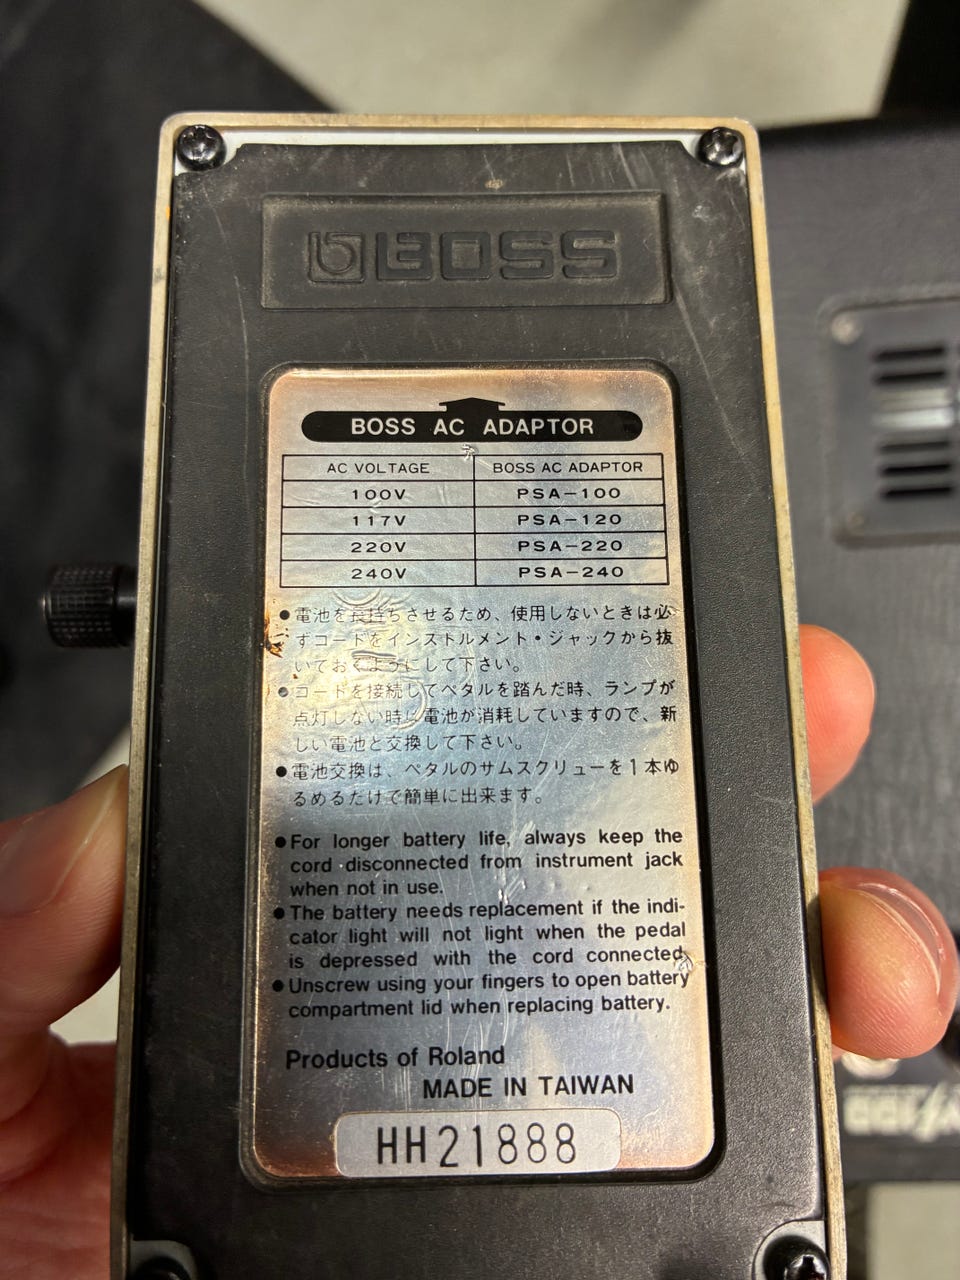 BOSS
BOSS AC ADAPTOR
AC VOLTAGE BOSS AC ADAPTOR
100V PSA-100
117V PSA-120
220V PSA-220
240V PSA-240
●電池を長持ちさせるため、使用しないときは必
ずコードをインストルメント・ジャックから抜
いておくようにして下さい。
●コードを接続してペタルを踏んだ時、ランプが
点灯しない時は電池が消耗していますので、新
しい電池と交換して下さい。
●電池交換は、ペタルのサムスクリューを1本ゆ
るめるだけで簡単に出来ます。
●For longer battery life, always keep the
cord disconnected from instrument jack
when not in use.
●The battery needs replacement if the indi-
cator light will not light when the pedal
is depressed with the cord connected.
●Unscrew using your fingers to open battery
compartment lid when replacing battery.
Products of Roland
MADE IN TAIWAN
HH21888